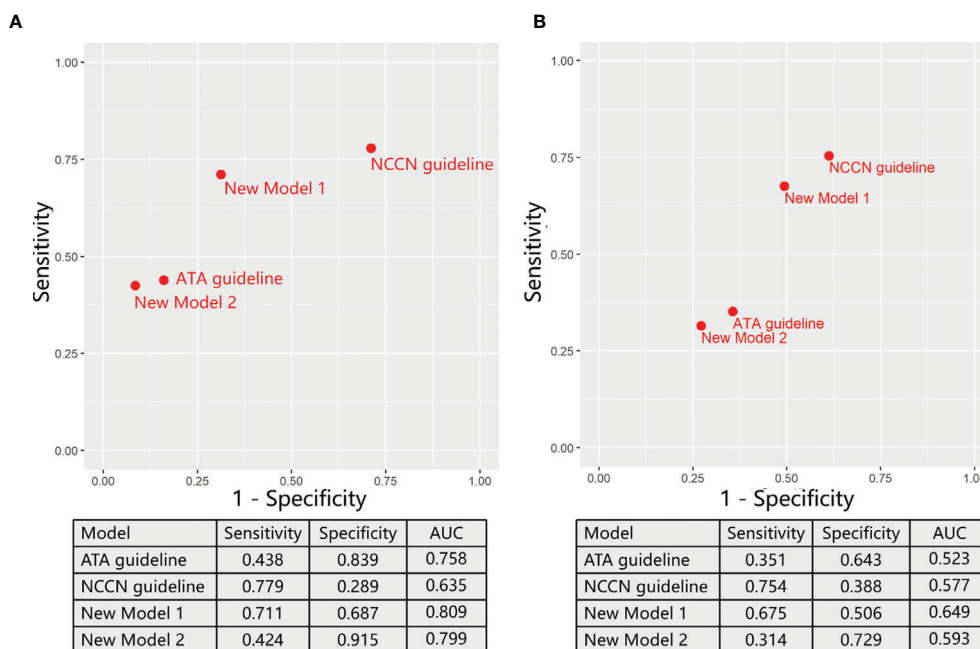 A
1.00
0.75
0.50
0.25
0.00
Sensitivity
NCCN guideline
New Model 1
ATA guideline
New Model 2
0.00 0.25 0.50 0.75 1.00
1 - Specificity
Model Sensitivity Specificity AUC
ATA guideline 0.438 0.839 0.758
NCCN guideline 0.779 0.289 0.635
New Model 1 0.711 0.687 0.809
New Model 2 0.424 0.915 0.799
B
1.00
0.75
0.50
0.25
0.00
Sensitivity
NCCN guideline
New Model 1
ATA guideline
New Model 2
0.00 0.25 0.50 0.75 1.00
1 - Specificity
Model Sensitivity Specificity AUC
ATA guideline 0.351 0.643 0.523
NCCN guideline 0.754 0.388 0.577
New Model 1 0.675 0.506 0.649
New Model 2 0.314 0.729 0.593